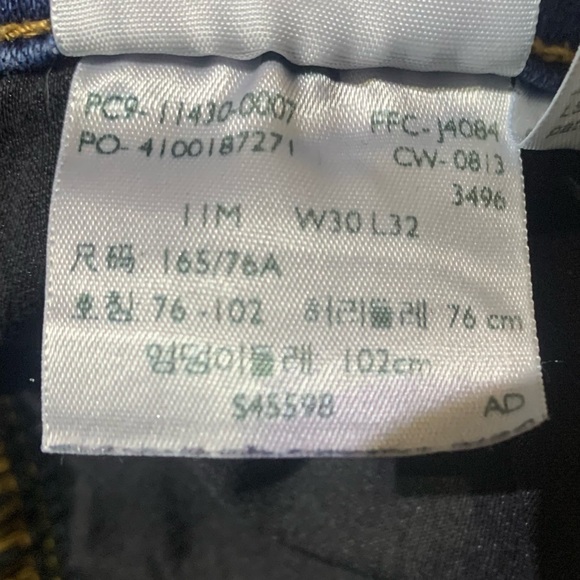 PC9-11430-0007 FFC-J4084
PO-4100187271 CW-0813
3496
11M W30 L32
尺码: 165/76A
호칭: 76-102 허리둘레 76 cm
엉덩이둘레: 102cm
S4559B AD